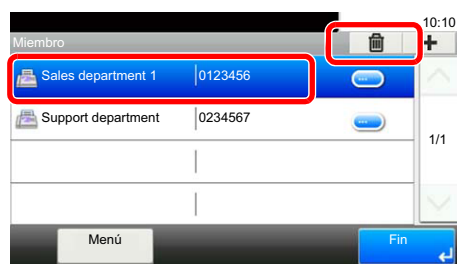 10:10
Miembro
Sales department 1 0123456
Support department 0234567
1/1
Menú Fin